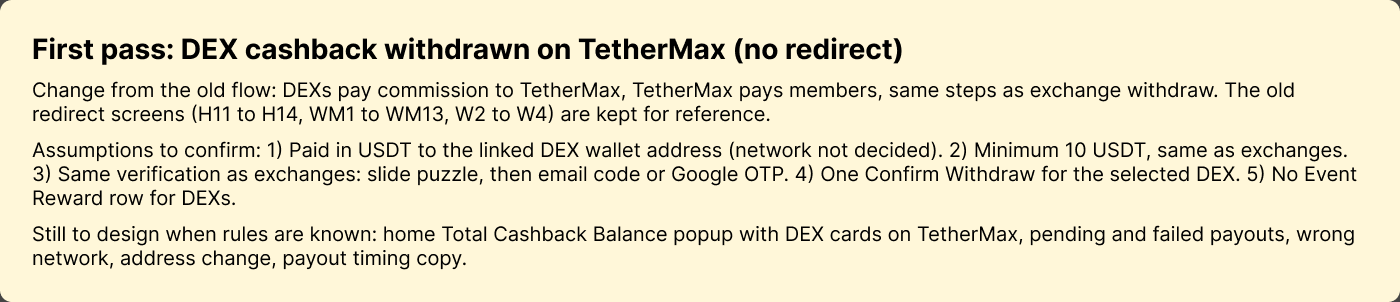 First pass: DEX cashback withdrawn on TetherMax (no redirect)
Change from the old flow: DEXs pay commission to TetherMax, TetherMax pays members, same steps as exchange withdraw. The old
redirect screens (H11 to H14, WM1 to WM13, W2 to W4) are kept for reference.
Assumptions to confirm: 1) Paid in USDT to the linked DEX wallet address (network not decided). 2) Minimum 10 USDT, same as exchanges.
3) Same verification as exchanges: slide puzzle, then email code or Google OTP. 4) One Confirm Withdraw for the selected DEX. 5) No Event
Reward row for DEXs.
Still to design when rules are known: home Total Cashback Balance popup with DEX cards on TetherMax, pending and failed payouts, wrong
network, address change, payout timing copy.